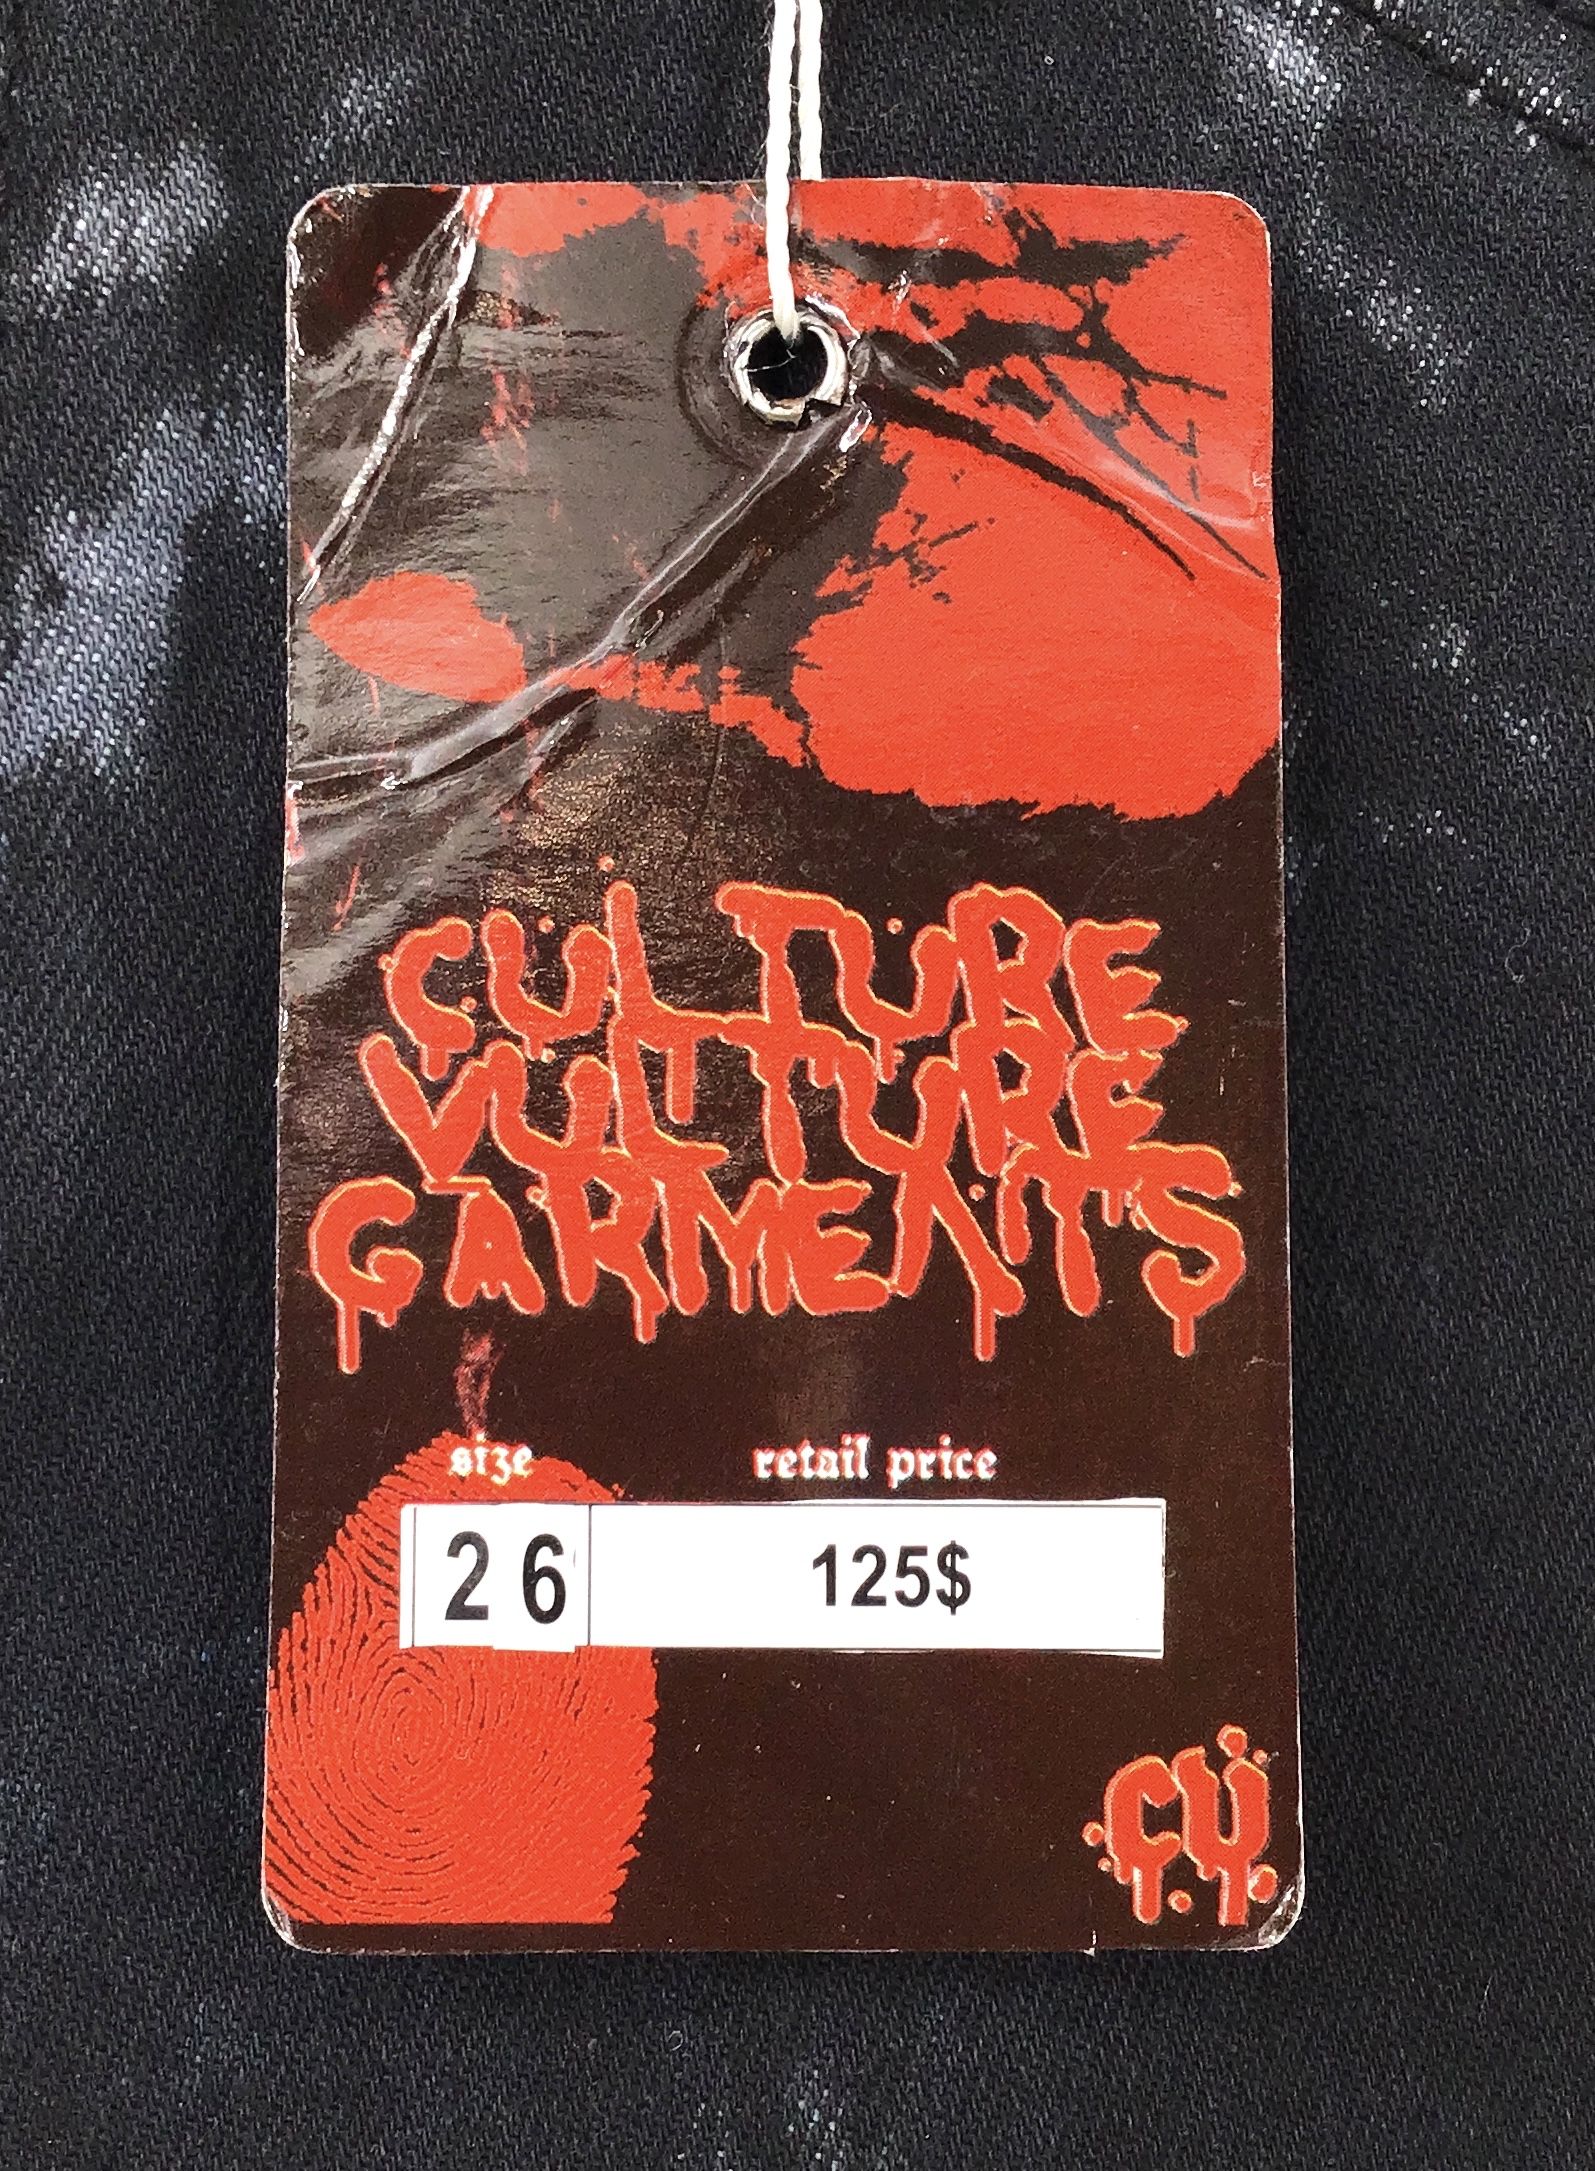 CULTURE
VULTURE
GARMENTS
size retail price
26 125$
CV